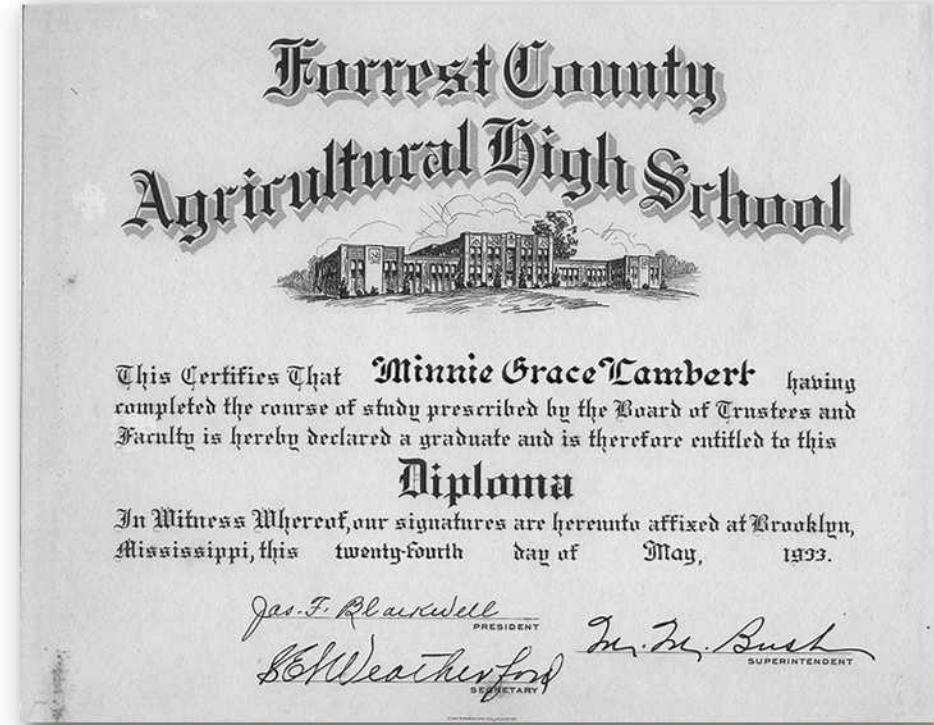 Forrest County
Agricultural High School
This Certifies That Minnie Grace Lambert having
completed the course of study prescribed by the Board of Trustees and
Faculty is hereby declared a graduate and is therefore entitled to this
Diploma
In Witness Whereof, our signatures are hereunto affixed at Brooklyn,
Mississippi, this twenty-fourth day of May, 1933.
Jas. F. Blackwell
PRESIDENT
M. M. Bush
SUPERINTENDENT
Weatherford
SECRETARY